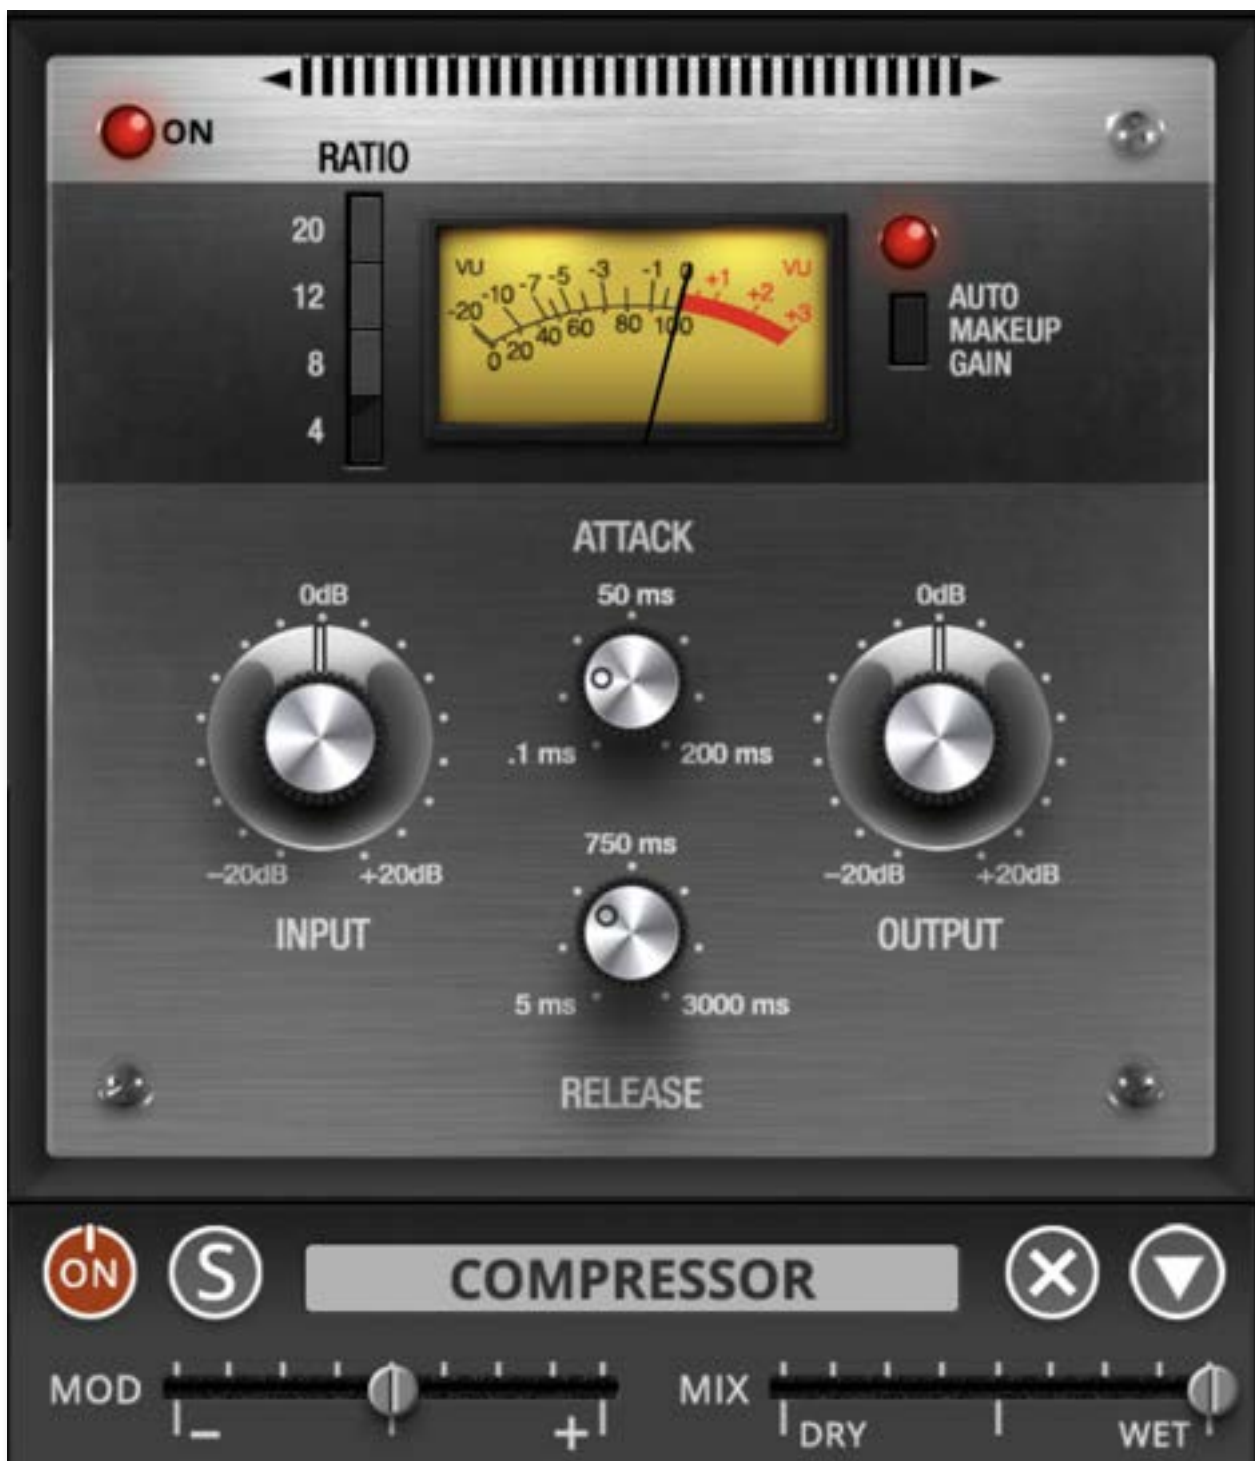 ON
RATIO
20
12
8
4
VU VU
-20 -10 -7 -5 -3 -1 0 +1 +2 +3
0 20 40 60 80 100
AUTO
MAKEUP
GAIN
ATTACK
50 ms
.1 ms 200 ms
0dB
–20dB +20dB
INPUT
0dB
–20dB +20dB
OUTPUT
750 ms
5 ms 3000 ms
RELEASE
ON S COMPRESSOR
MOD – +
MIX DRY WET